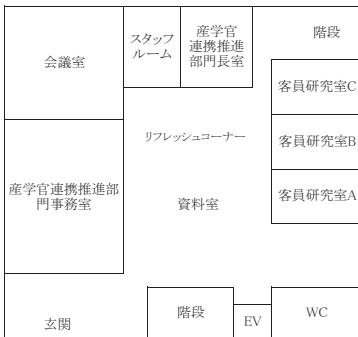 会議室
スタッフ
ルーム
産学官
連携推進
部門長室
階段
客員研究室C
リフレッシュコーナー
客員研究室B
産学官連携推進部
門事務室
資料室
客員研究室A
玄関
階段
EV
WC